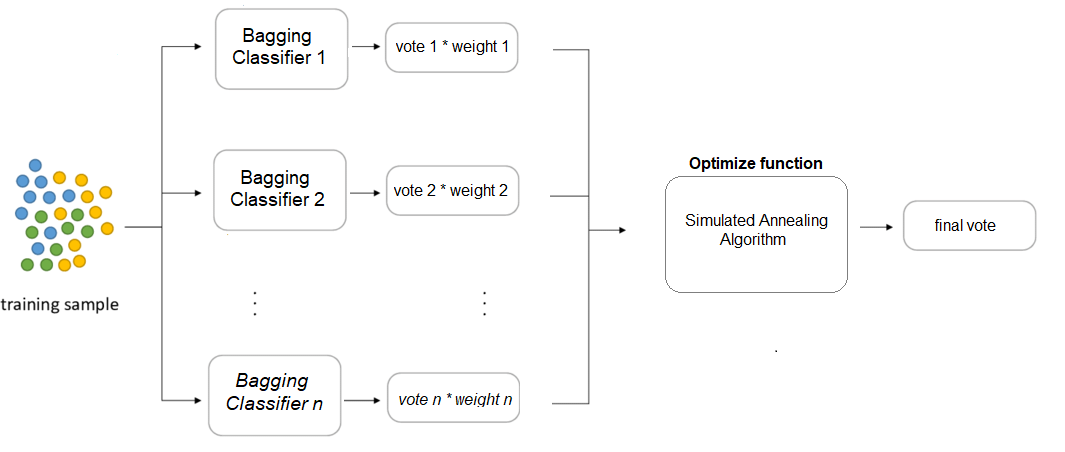 Bagging
Classifier 1
vote 1 * weight 1
Optimize function
Bagging
Classifier 2
vote 2 * weight 2
Simulated Annealing
Algorithm
final vote
training sample
Bagging
Classifier n
vote n * weight n